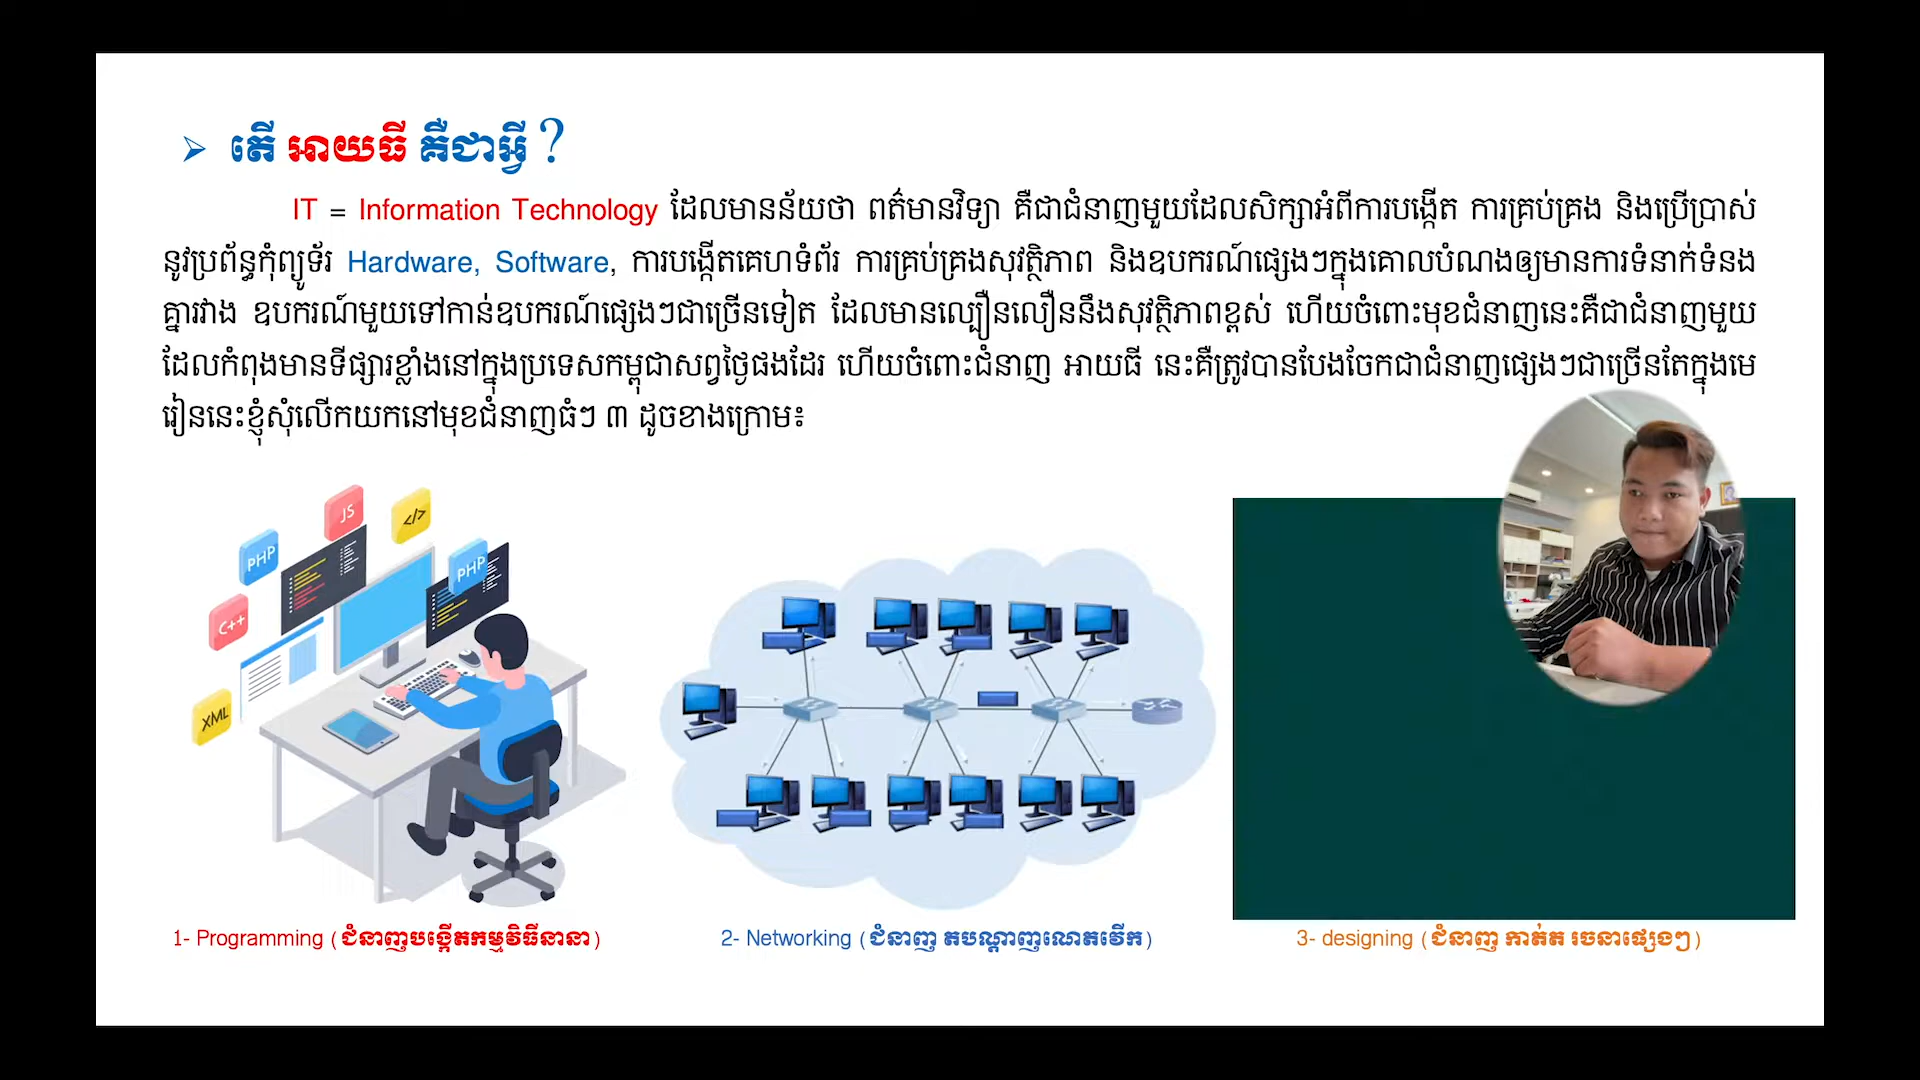 ➢ តើ អាយធី គឺជាអ្វី ?
IT = Information Technology ដែលមានន័យថា ពត៌មានវិទ្យា គឺជាជំនាញមួយដែលសិក្សាអំពីការបង្កើត ការគ្រប់គ្រង និងប្រើប្រាស់
នូវប្រព័ន្ធកុំព្យូទ័រ Hardware, Software, ការបង្កើតគេហទំព័រ ការគ្រប់គ្រងសុវត្ថិភាព និងឧបករណ៍ផ្សេងៗក្នុងគោលបំណងឲ្យមានការទំនាក់ទំនង
គ្នារវាង ឧបករណ៍មួយទៅកាន់ឧបករណ៍ផ្សេងៗជាច្រើនទៀត ដែលមានល្បឿនលឿននឹងសុវត្ថិភាពខ្ពស់ ហើយចំពោះមុខជំនាញនេះគឺជាជំនាញមួយ
ដែលកំពុងមានទីផ្សារខ្លាំងនៅក្នុងប្រទេសកម្ពុជាសព្វថ្ងៃផងដែរ ហើយចំពោះជំនាញ អាយធី នេះគឺត្រូវបានបែងចែកជាជំនាញផ្សេងៗជាច្រើនតែក្នុងមេ
រៀននេះខ្ញុំសុំលើកយកនៅមុខជំនាញធំៗ ៣ ដូចខាងក្រោម៖
JS
</>
PHP
PHP
C++
XML
1- Programming (ជំនាញបង្កើតកម្មវិធីនានា)
2- Networking (ជំនាញ តបណ្តាញណេតវើក)
3- designing (ជំនាញ កាត់ត រចនាផ្សេងៗ)